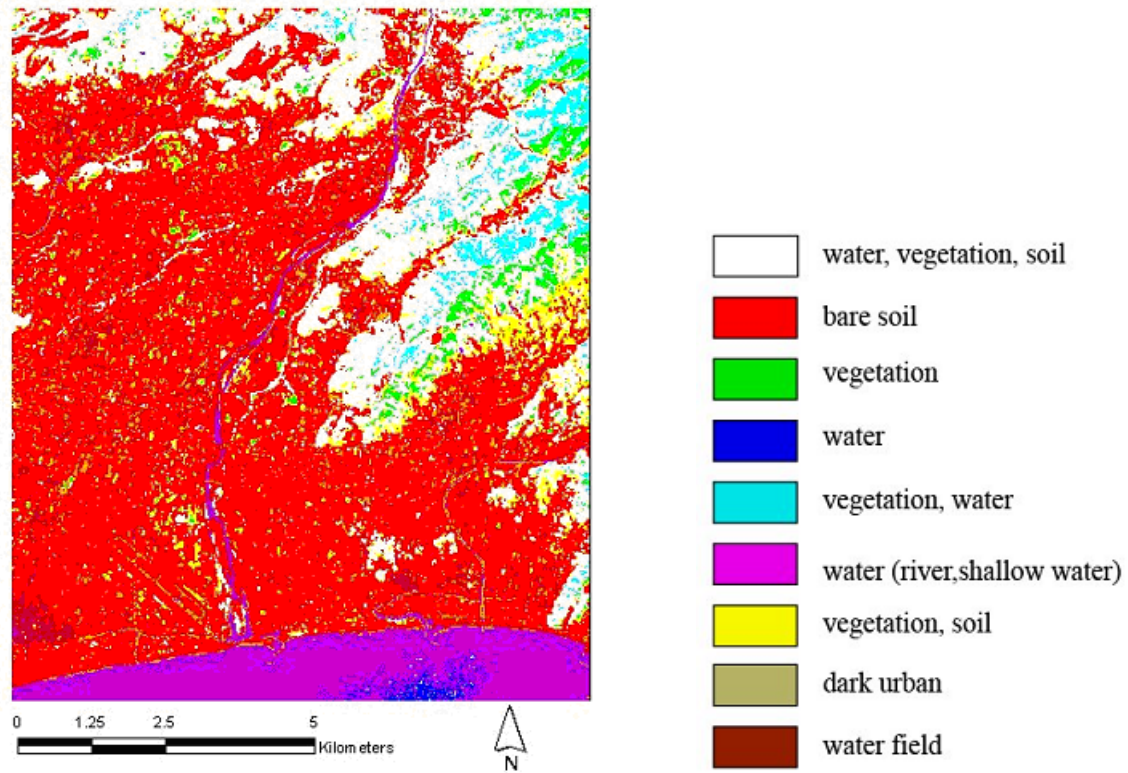 water, vegetation, soil
bare soil
vegetation
water
vegetation, water
water (river,shallow water)
vegetation, soil
dark urban
water field
0 1.25 2.5 5
Kilometers
N